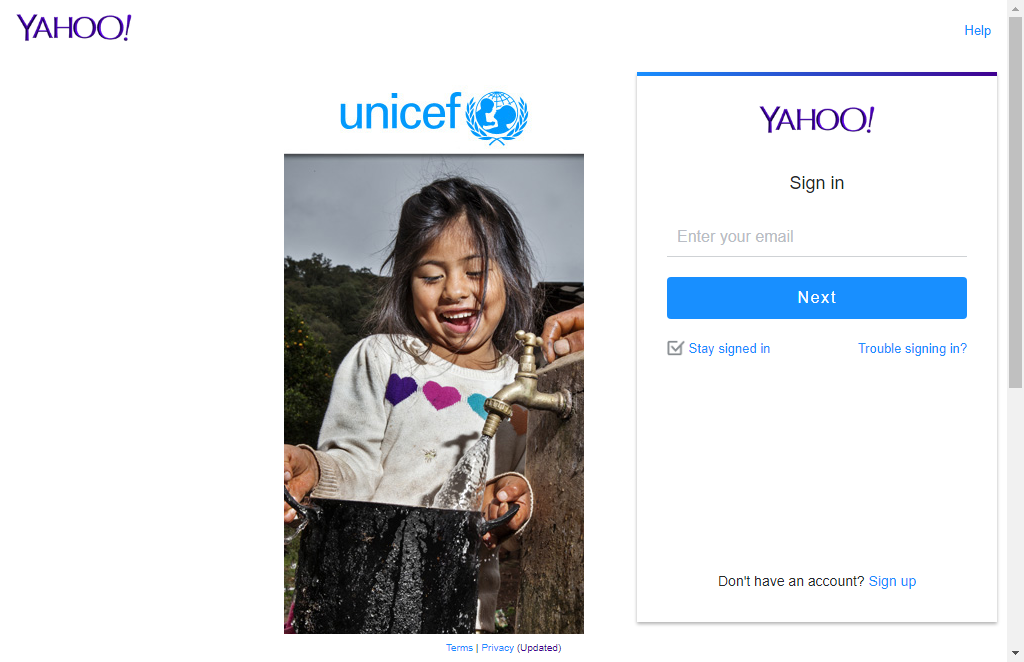 YAHOO!
Help
unicef
YAHOO!
Sign in
Enter your email
Next
Stay signed in
Trouble signing in?
Don't have an account? Sign up
Terms | Privacy (Updated)